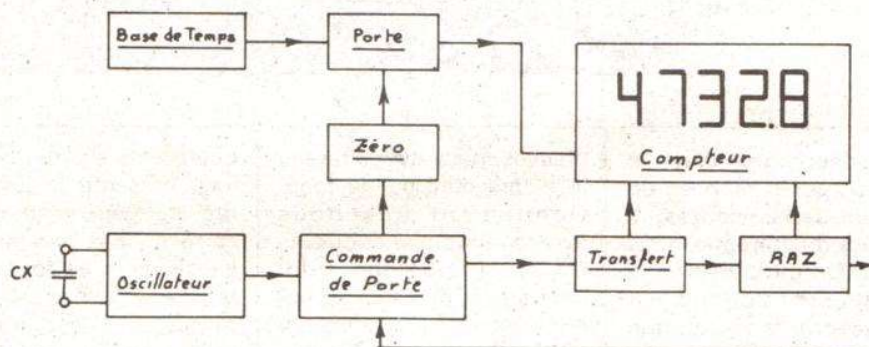 Base de Temps
Porte
4732.8
Compteur
Zéro
CX
Oscillateur
Commande
de Porte
Transfert
RAZ